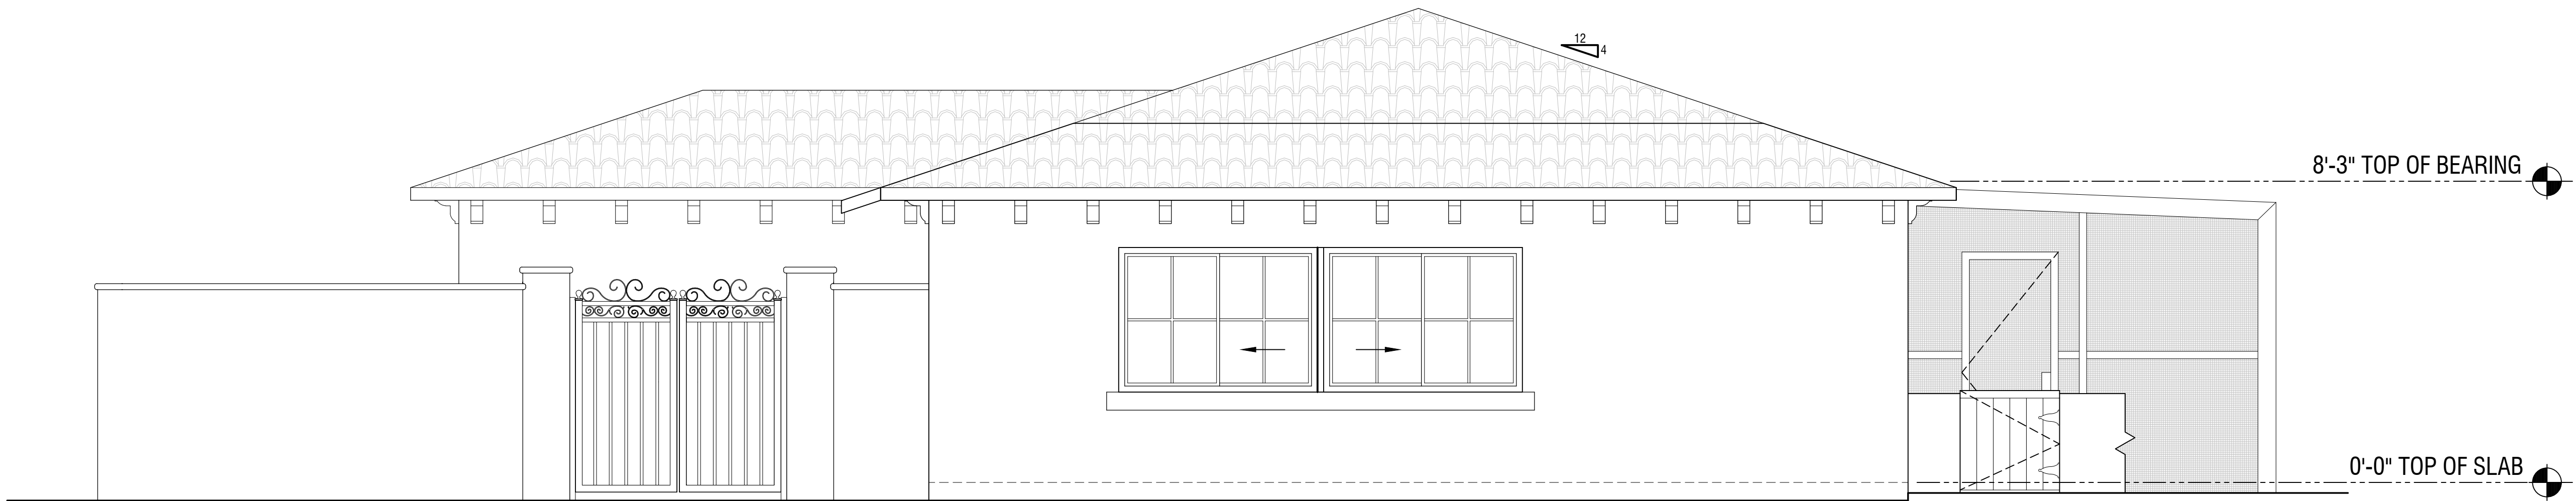 12
4
8'-3" TOP OF BEARING
0'-0" TOP OF SLAB